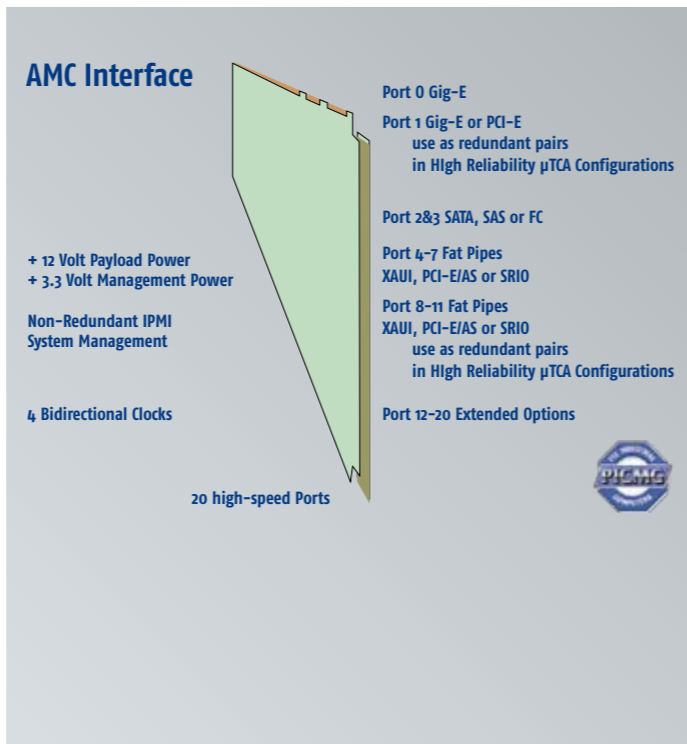 AMC Interface
Port 0 Gig-E
Port 1 Gig-E or PCI-E
use as redundant pairs
in HIgh Reliability µTCA Configurations
Port 2&3 SATA, SAS or FC
+ 12 Volt Payload Power
+ 3.3 Volt Management Power
Port 4-7 Fat Pipes
XAUI, PCI-E/AS or SRIO
Non-Redundant IPMI
System Management
Port 8-11 Fat Pipes
XAUI, PCI-E/AS or SRIO
use as redundant pairs
in HIgh Reliability µTCA Configurations
4 Bidirectional Clocks
Port 12-20 Extended Options
20 high-speed Ports
PICMG
COMPUTERS